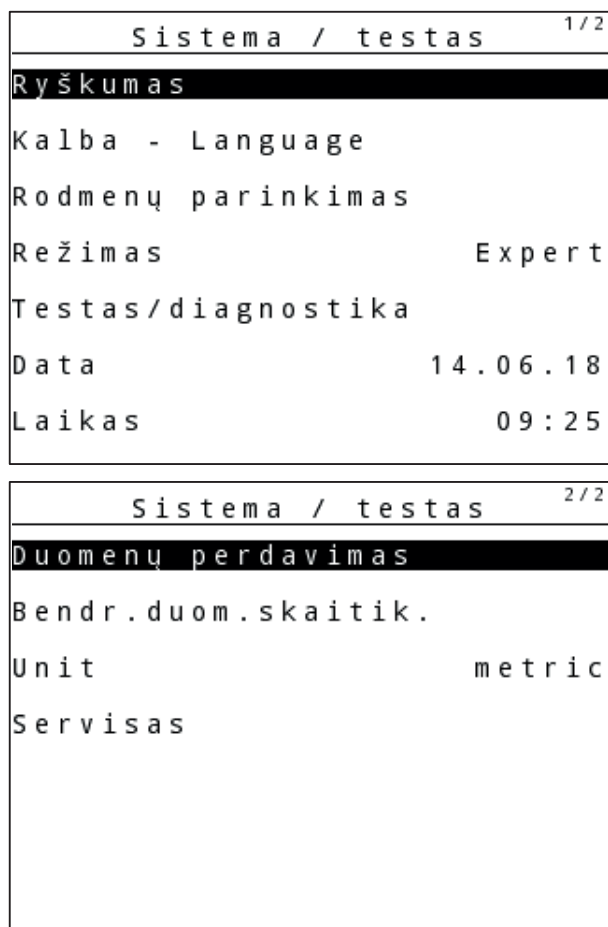 Sistema / testas 1/2
Ryškumas
Kalba - Language
Rodmenų parinkimas
Režimas Expert
Testas/diagnostika
Data 14.06.18
Laikas 09:25
Sistema / testas 2/2
Duomenų perdavimas
Bendr.duom.skaitik.
Unit metric
Servisas